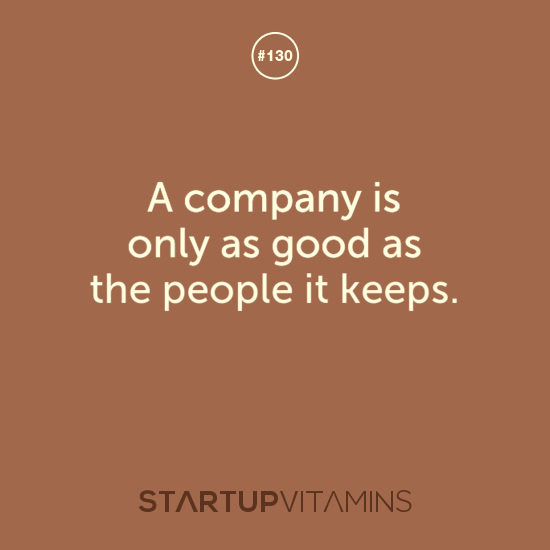 #130
A company is
only as good as
the people it keeps.
STARTUPVITAMINS